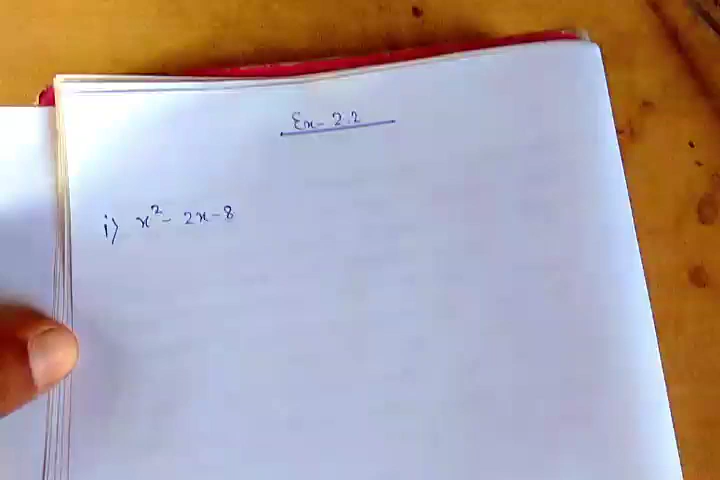 Ex- 2.2
i) x² - 2x - 8